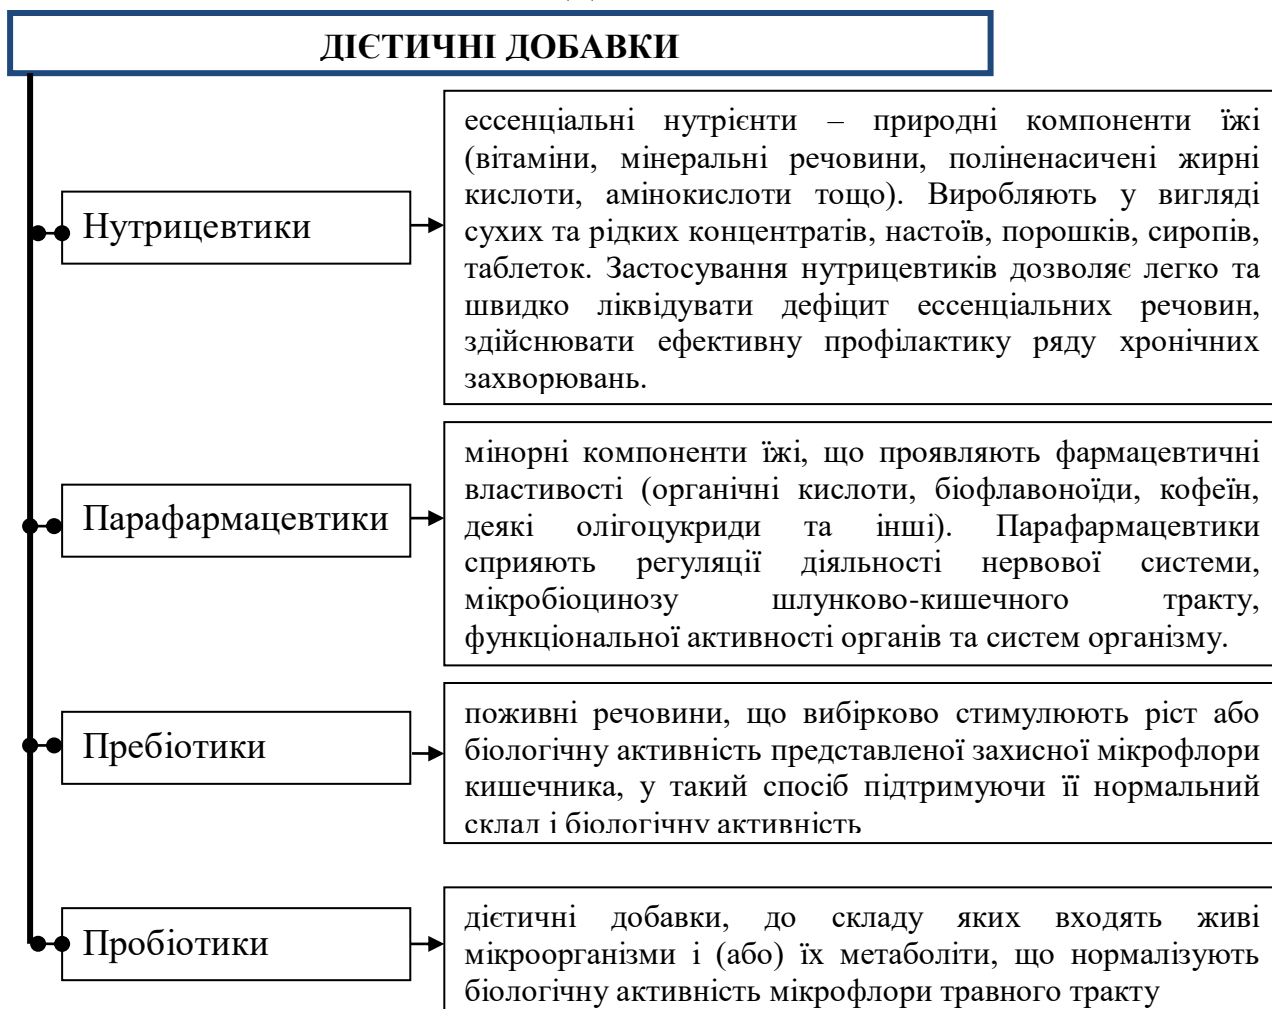 ДІЄТИЧНІ ДОБАВКИ
Нутрицевтики
ессенціальні нутрієнти – природні компоненти їжі
(вітаміни, мінеральні речовини, поліненасичені жирні
кислоти, амінокислоти тощо). Виробляють у вигляді
сухих та рідких концентратів, настоїв, порошків, сиропів,
таблеток. Застосування нутрицевтиків дозволяє легко та
швидко ліквідувати дефіцит ессенціальних речовин,
здійснювати ефективну профілактику ряду хронічних
захворювань.
Парафармацевтики
мінорні компоненти їжі, що проявляють фармацевтичні
властивості (органічні кислоти, біофлавоноїди, кофеїн,
деякі олігоцукриди та інші). Парафармацевтики
сприяють регуляції діяльності нервової системи,
мікробіоцинозу шлунково-кишечного тракту,
функціональної активності органів та систем організму.
Пребіотики
поживні речовини, що вибірково стимулюють ріст або
біологічну активність представленої захисної мікрофлори
кишечника, у такий спосіб підтримуючи її нормальний
склад і біологічну активність
Пробіотики
дієтичні добавки, до складу яких входять живі
мікроорганізми і (або) їх метаболіти, що нормалізують
біологічну активність мікрофлори травного тракту